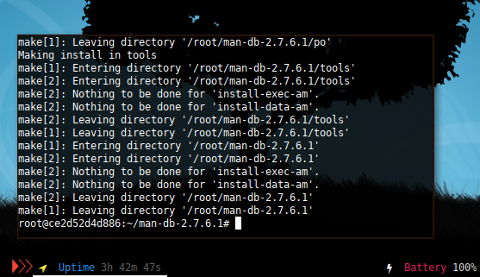 make[1]: Leaving directory '/root/man-db-2.7.6.1/po'
Making install in tools
make[1]: Entering directory '/root/man-db-2.7.6.1/tools'
make[2]: Entering directory '/root/man-db-2.7.6.1/tools'
make[2]: Nothing to be done for 'install-exec-am'.
make[2]: Nothing to be done for 'install-data-am'.
make[2]: Leaving directory '/root/man-db-2.7.6.1/tools'
make[1]: Leaving directory '/root/man-db-2.7.6.1/tools'
make[1]: Entering directory '/root/man-db-2.7.6.1'
make[2]: Entering directory '/root/man-db-2.7.6.1'
make[2]: Nothing to be done for 'install-exec-am'.
make[2]: Nothing to be done for 'install-data-am'.
make[2]: Leaving directory '/root/man-db-2.7.6.1'
make[1]: Leaving directory '/root/man-db-2.7.6.1'
root@ce2d52d4d886:~/man-db-2.7.6.1#
Uptime 3h 42m 47s Battery 100%